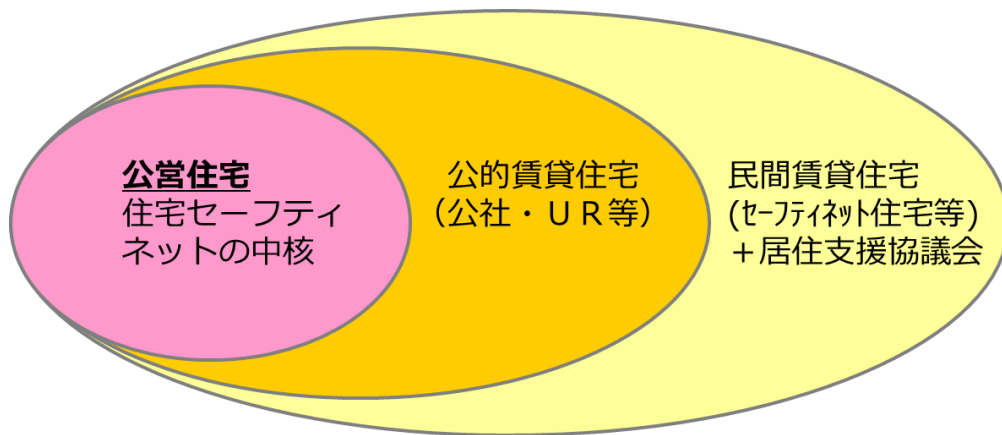 公営住宅
住宅セーフティ
ネットの中核
公的賃貸住宅
（公社・ＵＲ等）
民間賃貸住宅
(ｾｰﾌﾃｨﾈｯﾄ住宅等)
＋居住支援協議会